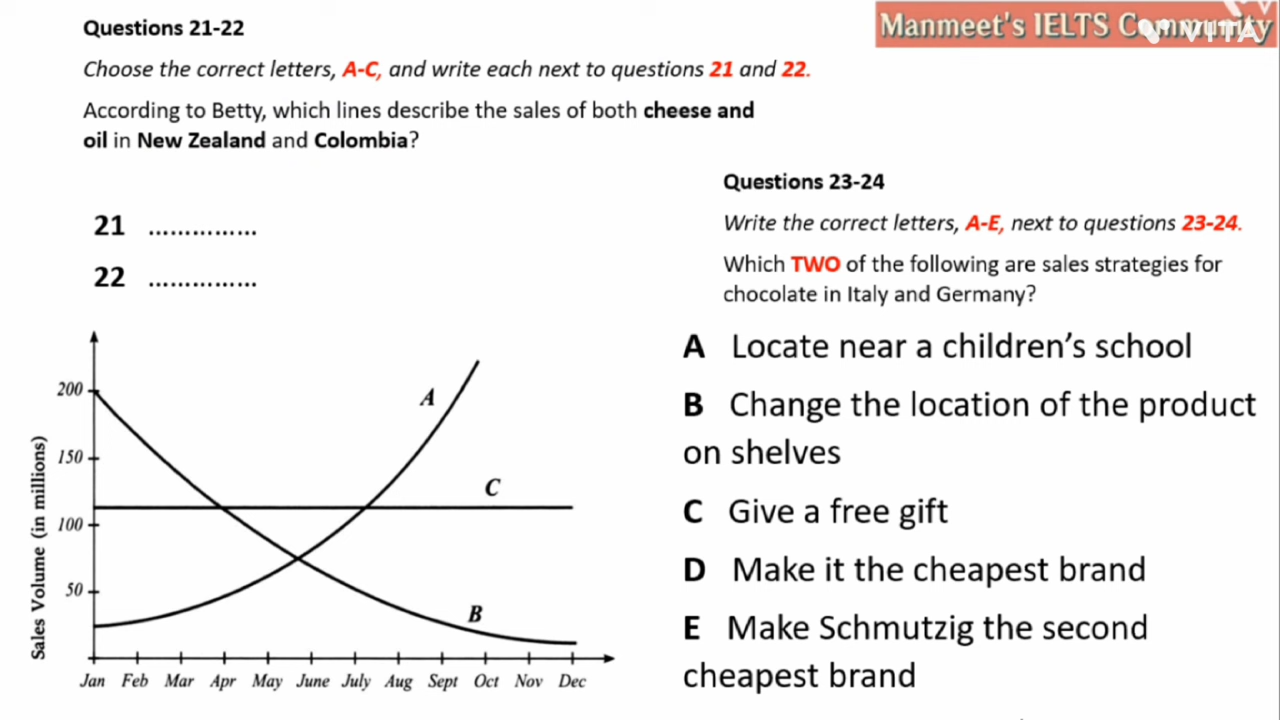 Manmeet's IELTS Community
VITA
Questions 21-22
Choose the correct letters, A-C, and write each next to questions 21 and 22.
According to Betty, which lines describe the sales of both cheese and
oil in New Zealand and Colombia?
21 ...............
22 ...............
200
150
100
50
Sales Volume (in millions)
A
C
B
Jan Feb Mar Apr May June July Aug Sept Oct Nov Dec
Questions 23-24
Write the correct letters, A-E, next to questions 23-24.
Which TWO of the following are sales strategies for
chocolate in Italy and Germany?
A Locate near a children's school
B Change the location of the product
on shelves
C Give a free gift
D Make it the cheapest brand
E Make Schmutzig the second
cheapest brand